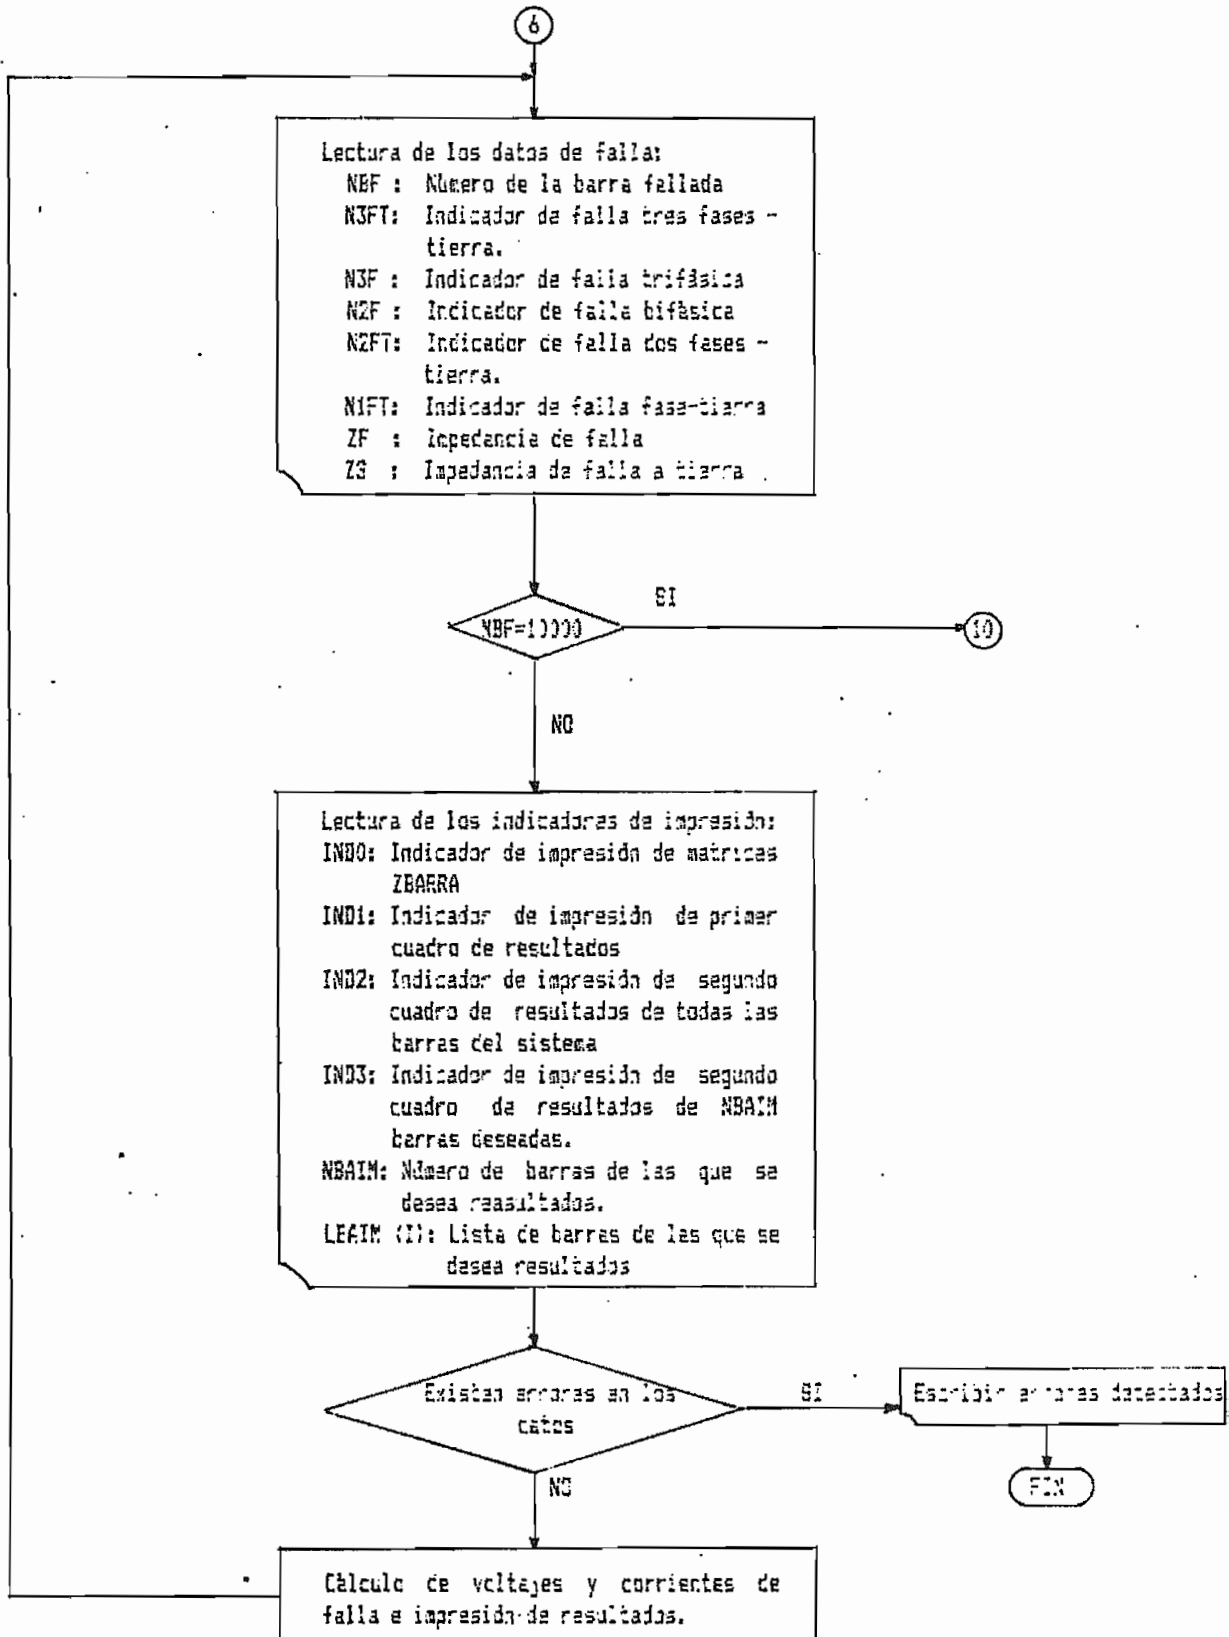 6
Lectura de los datos de falla:
NBF : Número de la barra fallada
N3FT: Indicador de falla tres fases -
tierra.
N3F : Indicador de falla trifásica
N2F : Indicador de falla bifásica
N2FT: Indicador de falla dos fases -
tierra.
N1FT: Indicador de falla fase-tierra
ZF : Impedancia de falla
ZG : Impedancia de falla a tierra
SI
NBF=10000
10
NO
Lectura de los indicadores de impresión:
IND0: Indicador de impresión de matrices
ZBARRA
IND1: Indicador de impresión de primer
cuadro de resultados
IND2: Indicador de impresión de segundo
cuadro de resultados de todas las
barras del sistema
IND3: Indicador de impresión de segundo
cuadro de resultados de NBAIM
barras deseadas.
NBAIM: Número de barras de las que se
desea reasultados.
LBAIM (I): Lista de barras de las que se
desea resultados
Existen errores en los
datos
SI
Escribir errores detectados
NO
FIN
Cálculo de voltajes y corrientes de
falla e impresión de resultados.